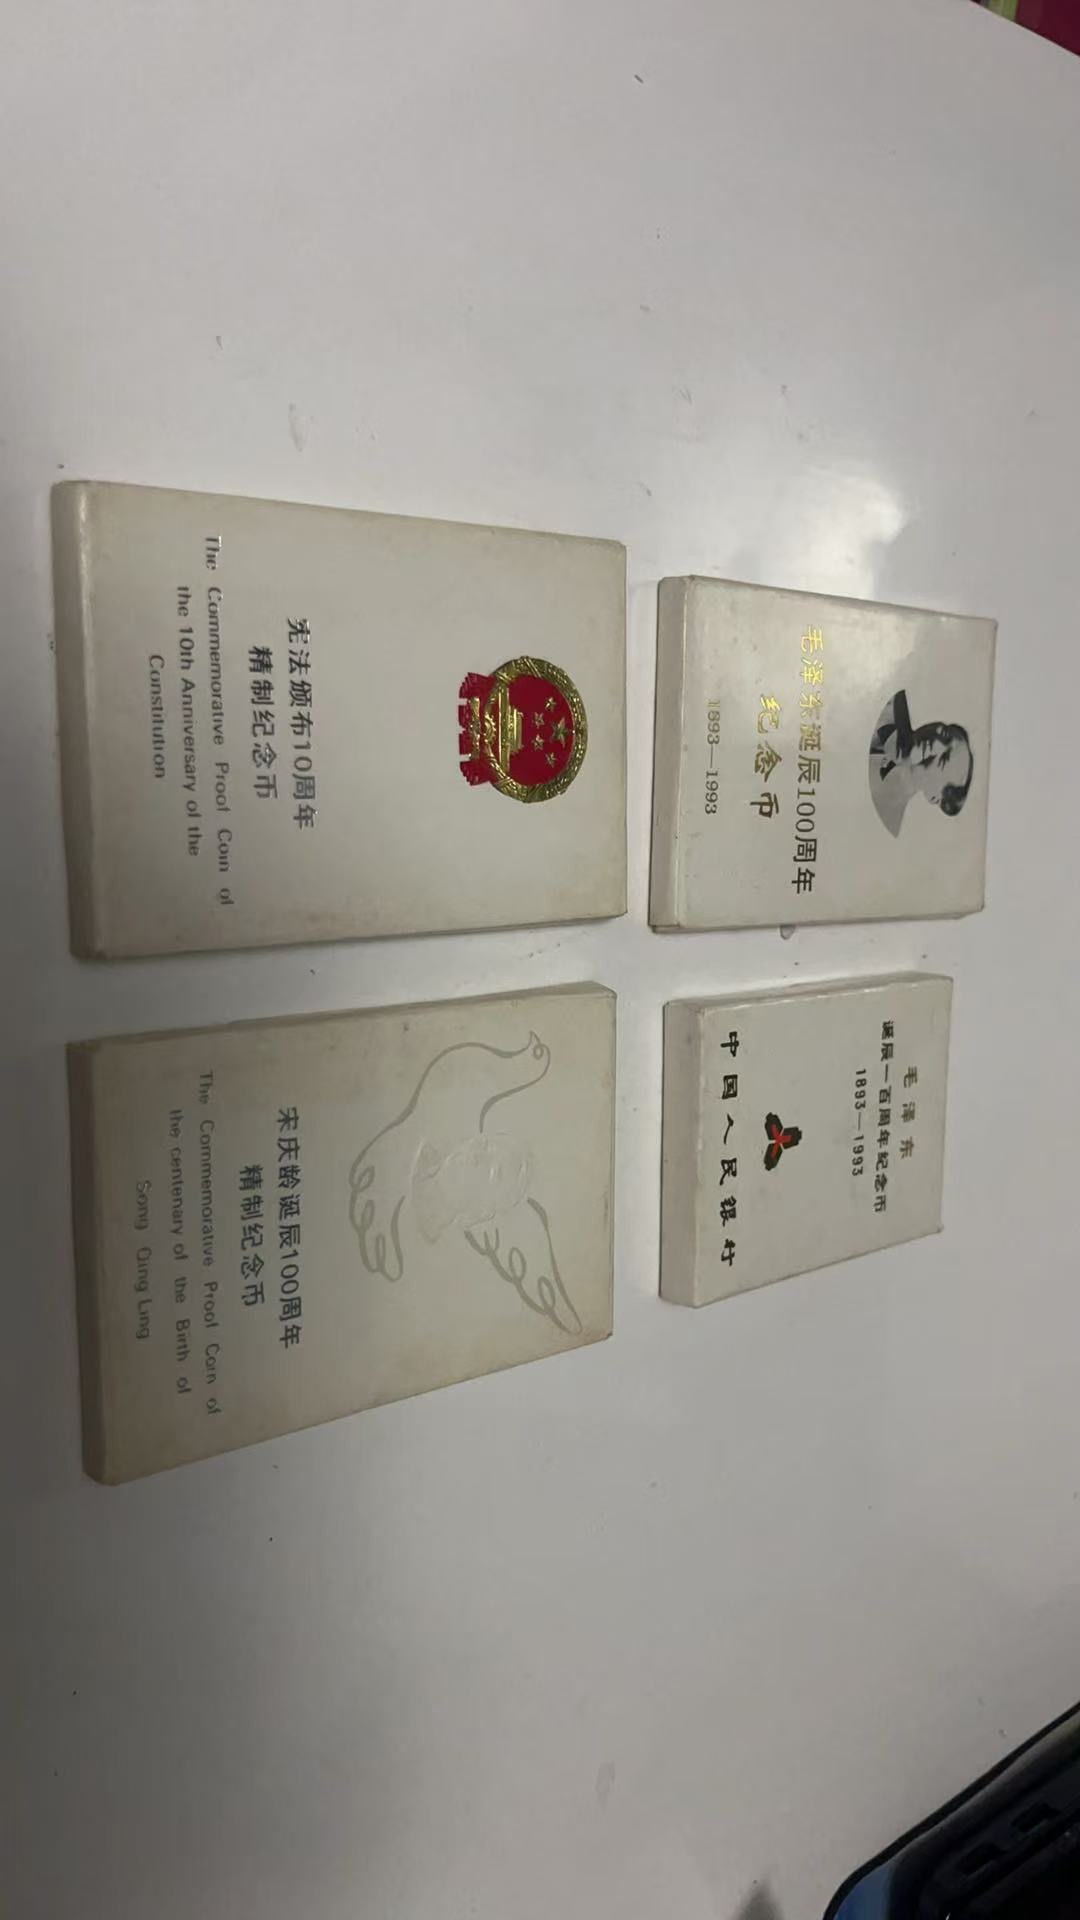 毛泽东诞辰100周年
纪念币
1893—1993
毛泽东
诞辰一百周年纪念币
1893—1993
中国人民银行
宪法颁布10周年
精制纪念币
The Commemorative Proof Coin of
the 10th Anniversary of the
Constitution
宋庆龄诞辰100周年
精制纪念币
The Commemorative Proof Coin of
the centenary of the Birth of
Song Qing Ling